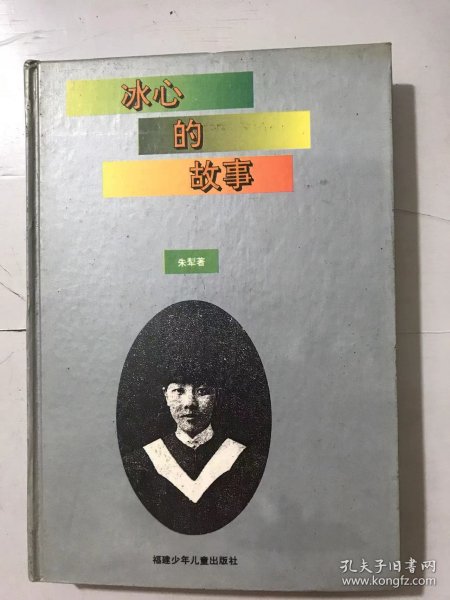 冰心
的
故事
朱犁著
福建少年儿童出版社
孔夫子旧书网
www.kongfz.com